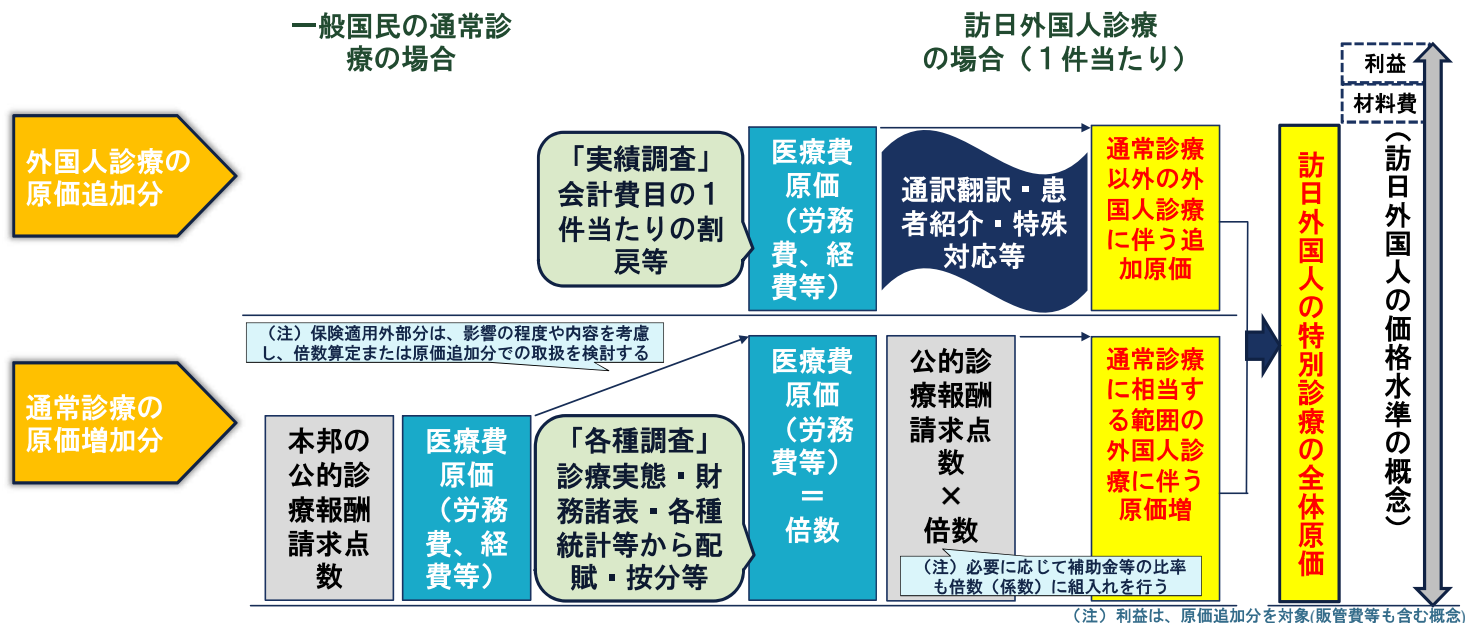 一般国民の通常診
療の場合
訪日外国人診療
の場合（１件当たり）
利益
材料費
外国人診療の
原価追加分
「実績調査」
会計費目の１
件当たりの割
戻等
医療費
原価
（労務
費、経
費等）
通訳翻訳・患
者紹介・特殊
対応等
通常診療
以外の外
国人診療
に伴う追
加原価
（注）保険適用外部分は、影響の程度や内容を考慮
し、倍数算定または原価追加分での取扱を検討する
通常診療の
原価増加分
本邦の
公的診
療報酬
請求点
数
医療費
原価
（労務
費、経
費等）
「各種調査」
診療実態・財
務諸表・各種
統計等から配
賦・按分等
医療費
原価
（労務
費等）
＝
倍数
公的診
療報酬
請求点
数
×
倍数
（注）必要に応じて補助金等の比率
も倍数（係数）に組入れを行う
通常診療
に相当す
る範囲の
外国人診
療に伴う
原価増
訪日外国人の特別診療の全体原価
（訪日外国人の価格水準の概念）
（注）利益は、原価追加分を対象(販管費等も含む概念)